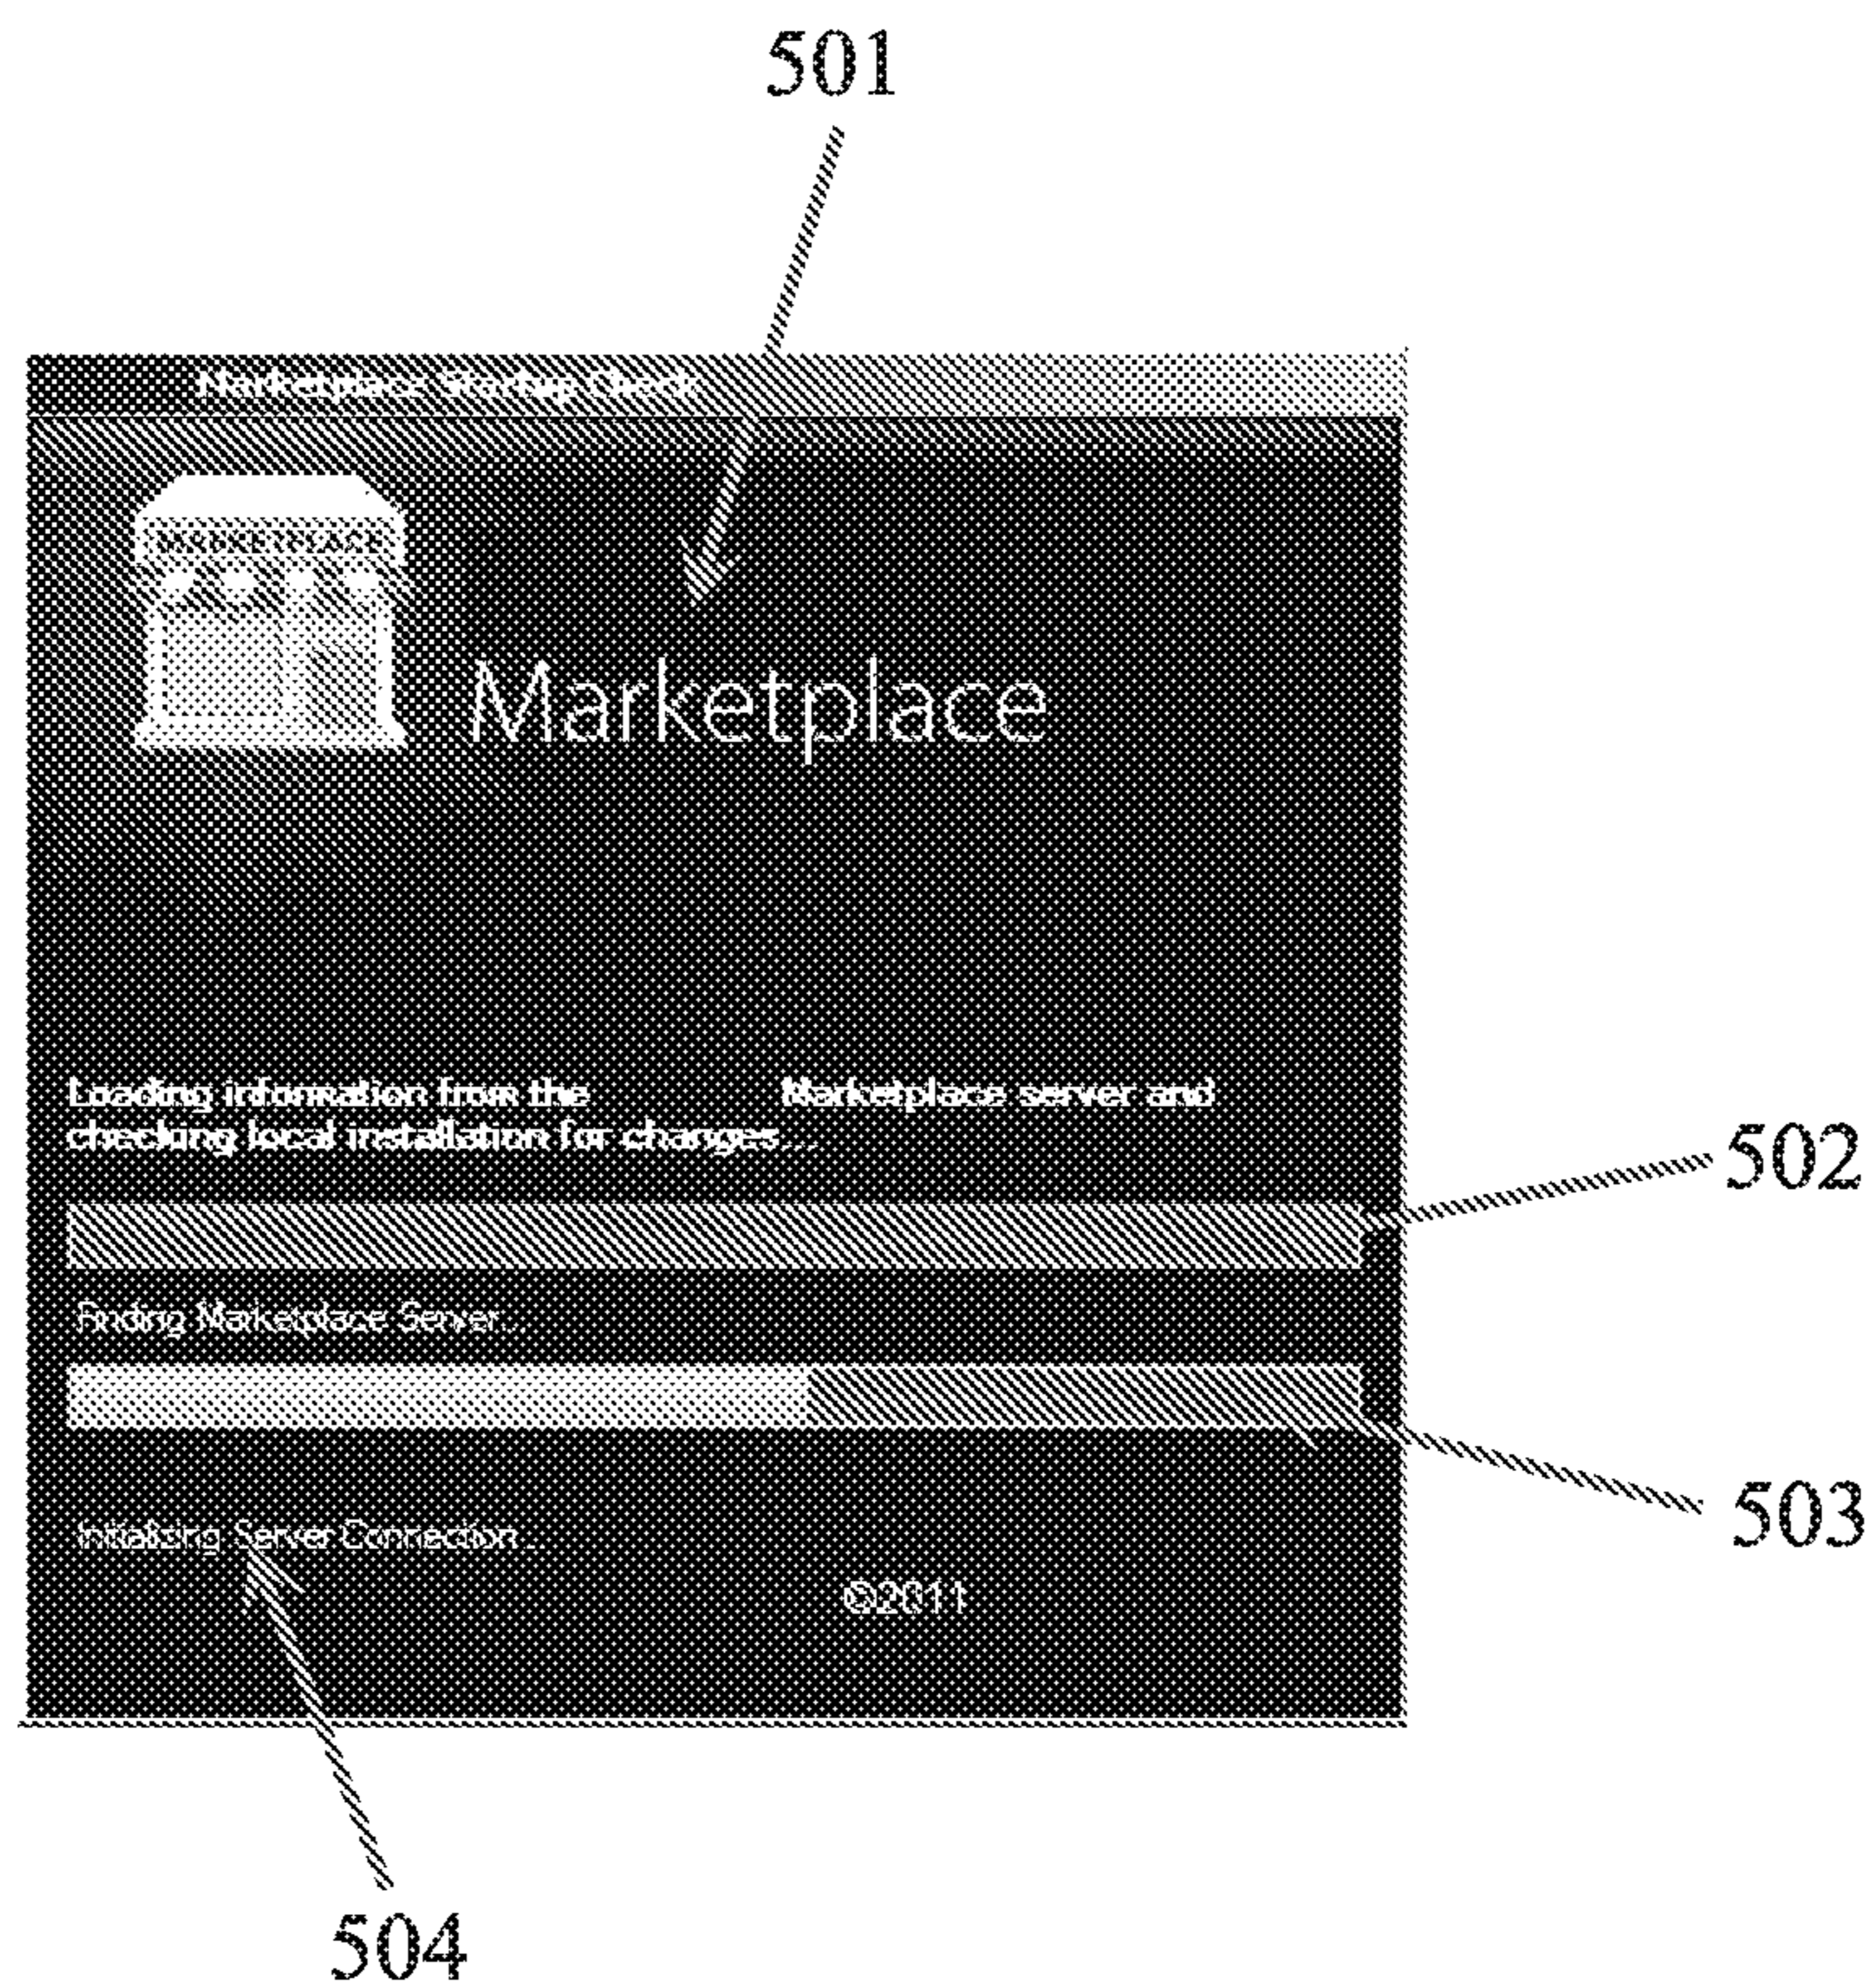 501
Marketplace Startup Check
MARKETPLACE
Marketplace
Loading information from the Marketplace server and
checking local installation for changes...
502
Finding Marketplace Server...
503
Initializing Server Connection...
©2011
504